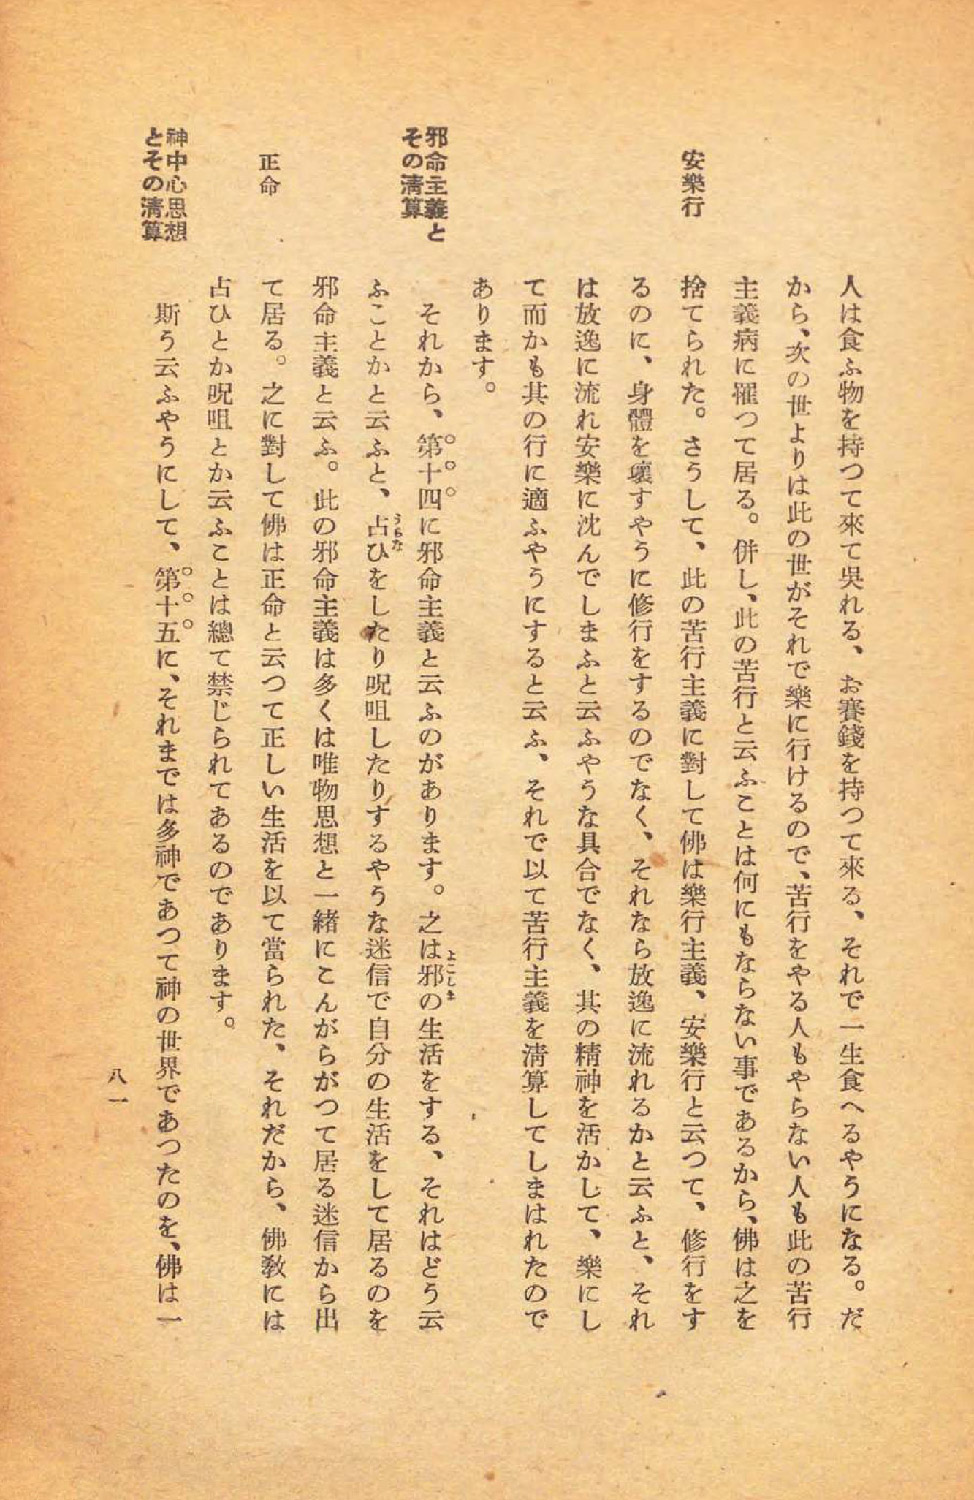 人は食ふ物を持つて來て吳れる、お賽錢を持つて來る、それで一生食へるやうになる。だ
から、次の世よりは此の世がそれで樂に行けるので、苦行をやる人もやらない人も此の苦行
主義病に罹つて居る。併し、此の苦行と云ふことは何にもならない事であるから、佛は之を
安樂行
捨てられた。さうして、此の苦行主義に對して佛は樂行主義、安樂行と云つて、修行をす
るのに、身體を壞すやうに修行をするのでなく、それなら放逸に流れるかと云ふと、それ
は放逸に流れ安樂に沈んでしまふと云ふやうな具合でなく、其の精神を活かして、樂にし
て而かも其の行に適ふやうにすると云ふ、それで以て苦行主義を淸算してしまはれたので
あります。
邪命主義と
その淸算
それから、第十四に邪命主義と云ふのがあります。之は邪の生活をする、それはどう云
よこしま
ふことかと云ふと、占ひをしたり呪咀したりするやうな迷信で自分の生活をして居るのを
うらな
邪命主義と云ふ。此の邪命主義は多くは唯物思想と一緒にこんがらがつて居る迷信から出
正命
て居る。之に對して佛は正命と云つて正しい生活を以て當られた、それだから、佛敎には
占ひとか呪咀とか云ふことは總て禁じられてあるのであります。
神中心思想
とその淸算
斯う云ふやうにして、第十五に、それまでは多神であつて神の世界であつたのを、佛は一
八一